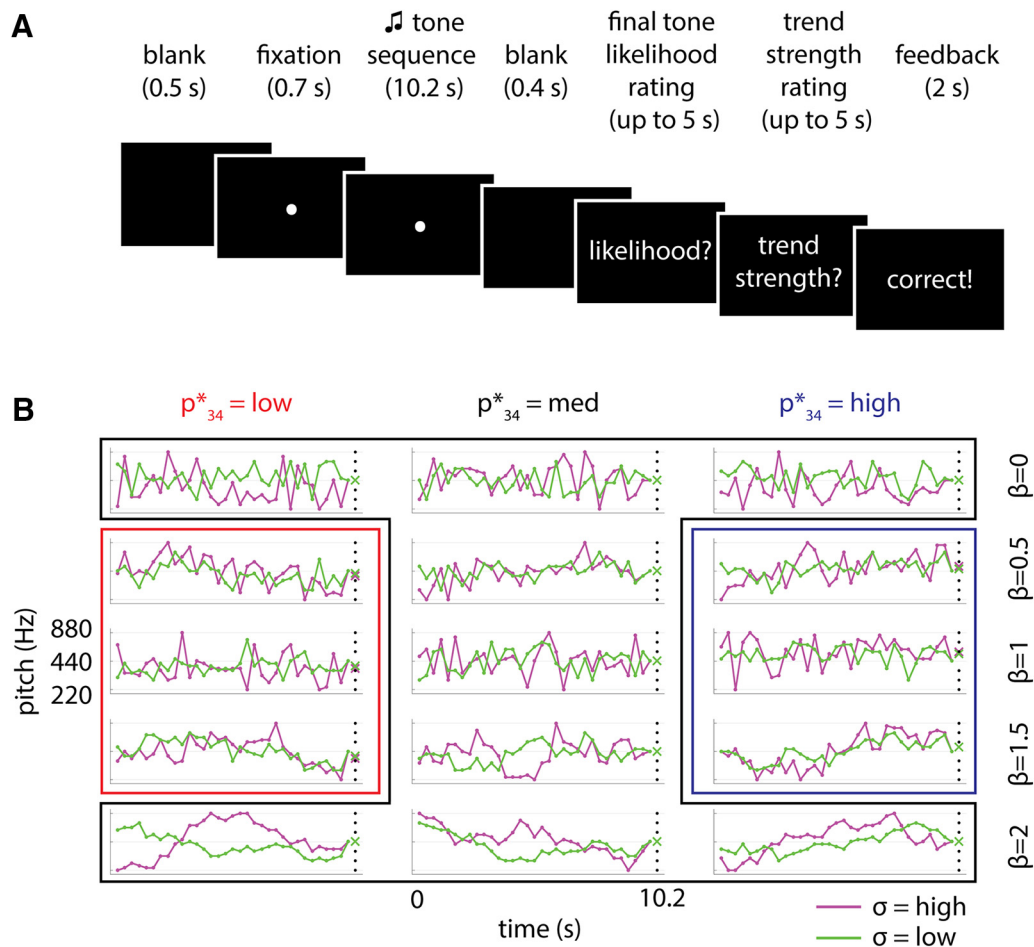 A
blank
(0.5 s)
fixation
(0.7 s)
♫ tone
sequence
(10.2 s)
blank
(0.4 s)
final tone
likelihood
rating
(up to 5 s)
trend
strength
rating
(up to 5 s)
feedback
(2 s)
likelihood?
trend
strength?
correct!
B
p*34 = low
p*34 = med
p*34 = high
β=0
β=0.5
β=1
β=1.5
β=2
pitch (Hz)
880
440
220
0
10.2
time (s)
σ = high
σ = low